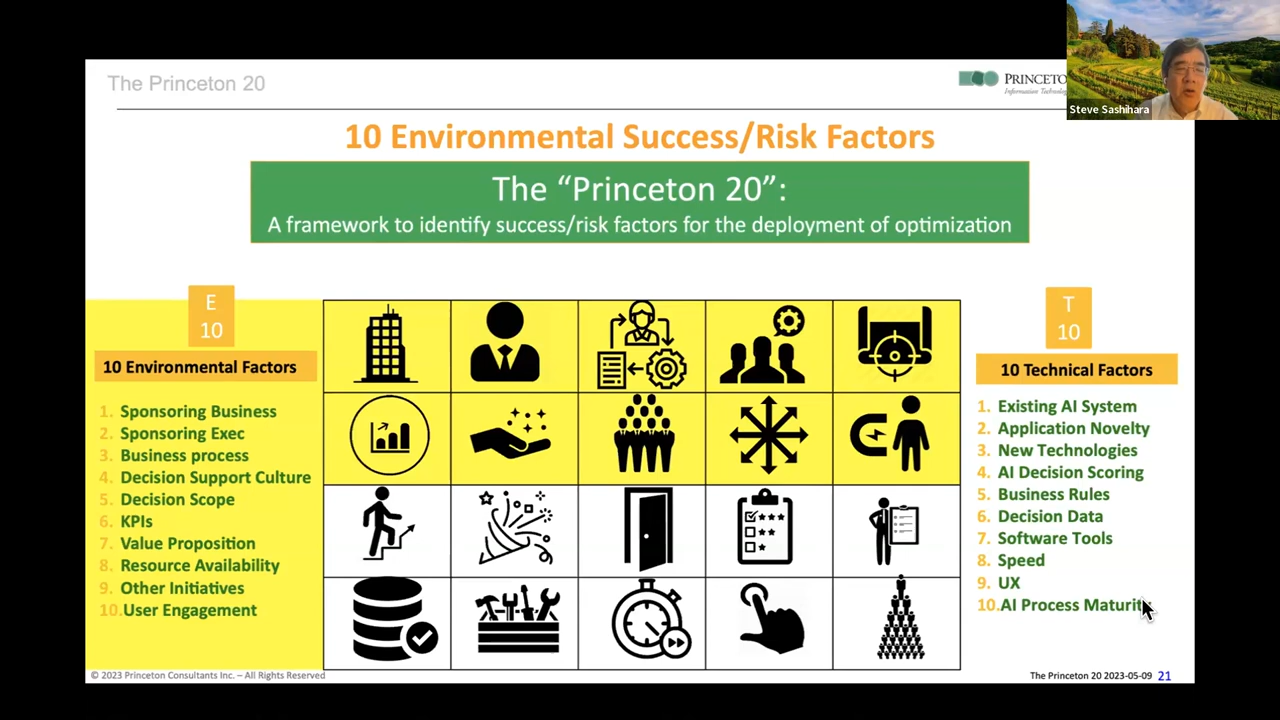 The Princeton 20
PRINCETO
Steve Sashihara
10 Environmental Success/Risk Factors
The “Princeton 20”:
A framework to identify success/risk factors for the deployment of optimization
E
10
10 Environmental Factors
1. Sponsoring Business
2. Sponsoring Exec
3. Business process
4. Decision Support Culture
5. Decision Scope
6. KPIs
7. Value Proposition
8. Resource Availability
9. Other Initiatives
10.User Engagement
T
10
10 Technical Factors
1. Existing AI System
2. Application Novelty
3. New Technologies
4. AI Decision Scoring
5. Business Rules
6. Decision Data
7. Software Tools
8. Speed
9. UX
10.AI Process Maturity
© 2023 Princeton Consultants Inc. – All Rights Reserved
The Princeton 20 2023-05-09 21